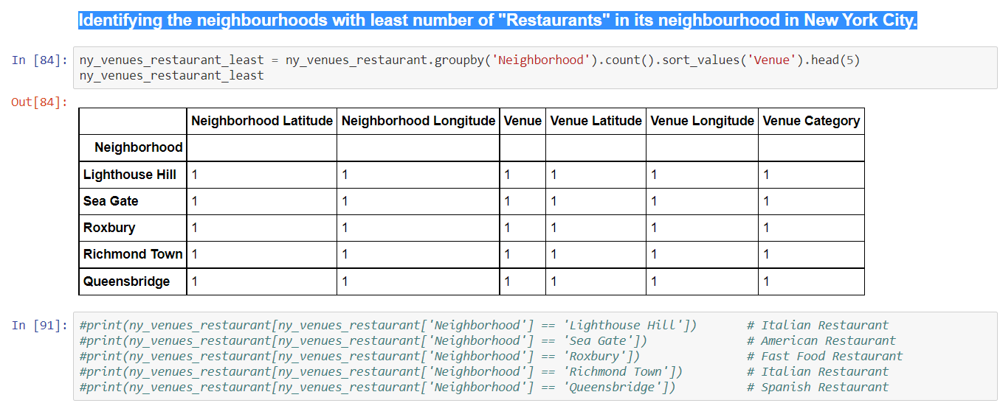 Identifying the neighbourhoods with least number of "Restaurants" in its neighbourhood in New York City.
In [84]: ny_venues_restaurant_least = ny_venues_restaurant.groupby('Neighborhood').count().sort_values('Venue').head(5)
ny_venues_restaurant_least
Out[84]:
Neighborhood Latitude Neighborhood Longitude Venue Venue Latitude Venue Longitude Venue Category
Neighborhood
Lighthouse Hill 1 1 1 1 1 1
Sea Gate 1 1 1 1 1 1
Roxbury 1 1 1 1 1 1
Richmond Town 1 1 1 1 1 1
Queensbridge 1 1 1 1 1 1
In [91]: #print(ny_venues_restaurant[ny_venues_restaurant['Neighborhood'] == 'Lighthouse Hill']) # Italian Restaurant
#print(ny_venues_restaurant[ny_venues_restaurant['Neighborhood'] == 'Sea Gate']) # American Restaurant
#print(ny_venues_restaurant[ny_venues_restaurant['Neighborhood'] == 'Roxbury']) # Fast Food Restaurant
#print(ny_venues_restaurant[ny_venues_restaurant['Neighborhood'] == 'Richmond Town']) # Italian Restaurant
#print(ny_venues_restaurant[ny_venues_restaurant['Neighborhood'] == 'Queensbridge']) # Spanish Restaurant